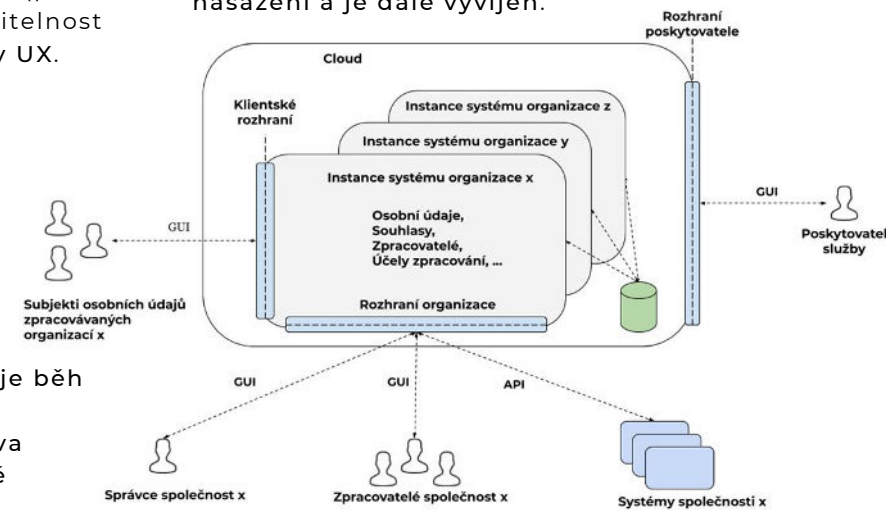 itelnost
y UX.
nasazení a je dále vyvíjen.
Rozhraní
poskytovatele
Cloud
Klientské
rozhraní
Instance systému organizace z
Instance systému organizace y
Instance systému organizace x
Osobní údaje,
Souhlasy,
Zpracovatelé,
Účely zpracování, ...
Rozhraní organizace
GUI
GUI
Poskytovatel
služby
Subjekti osobních údajů
zpracovávaných
organizací x
je běh
va
é
GUI
GUI
API
Správce společnost x
Zpracovatelé společnost x
Systémy společnosti x